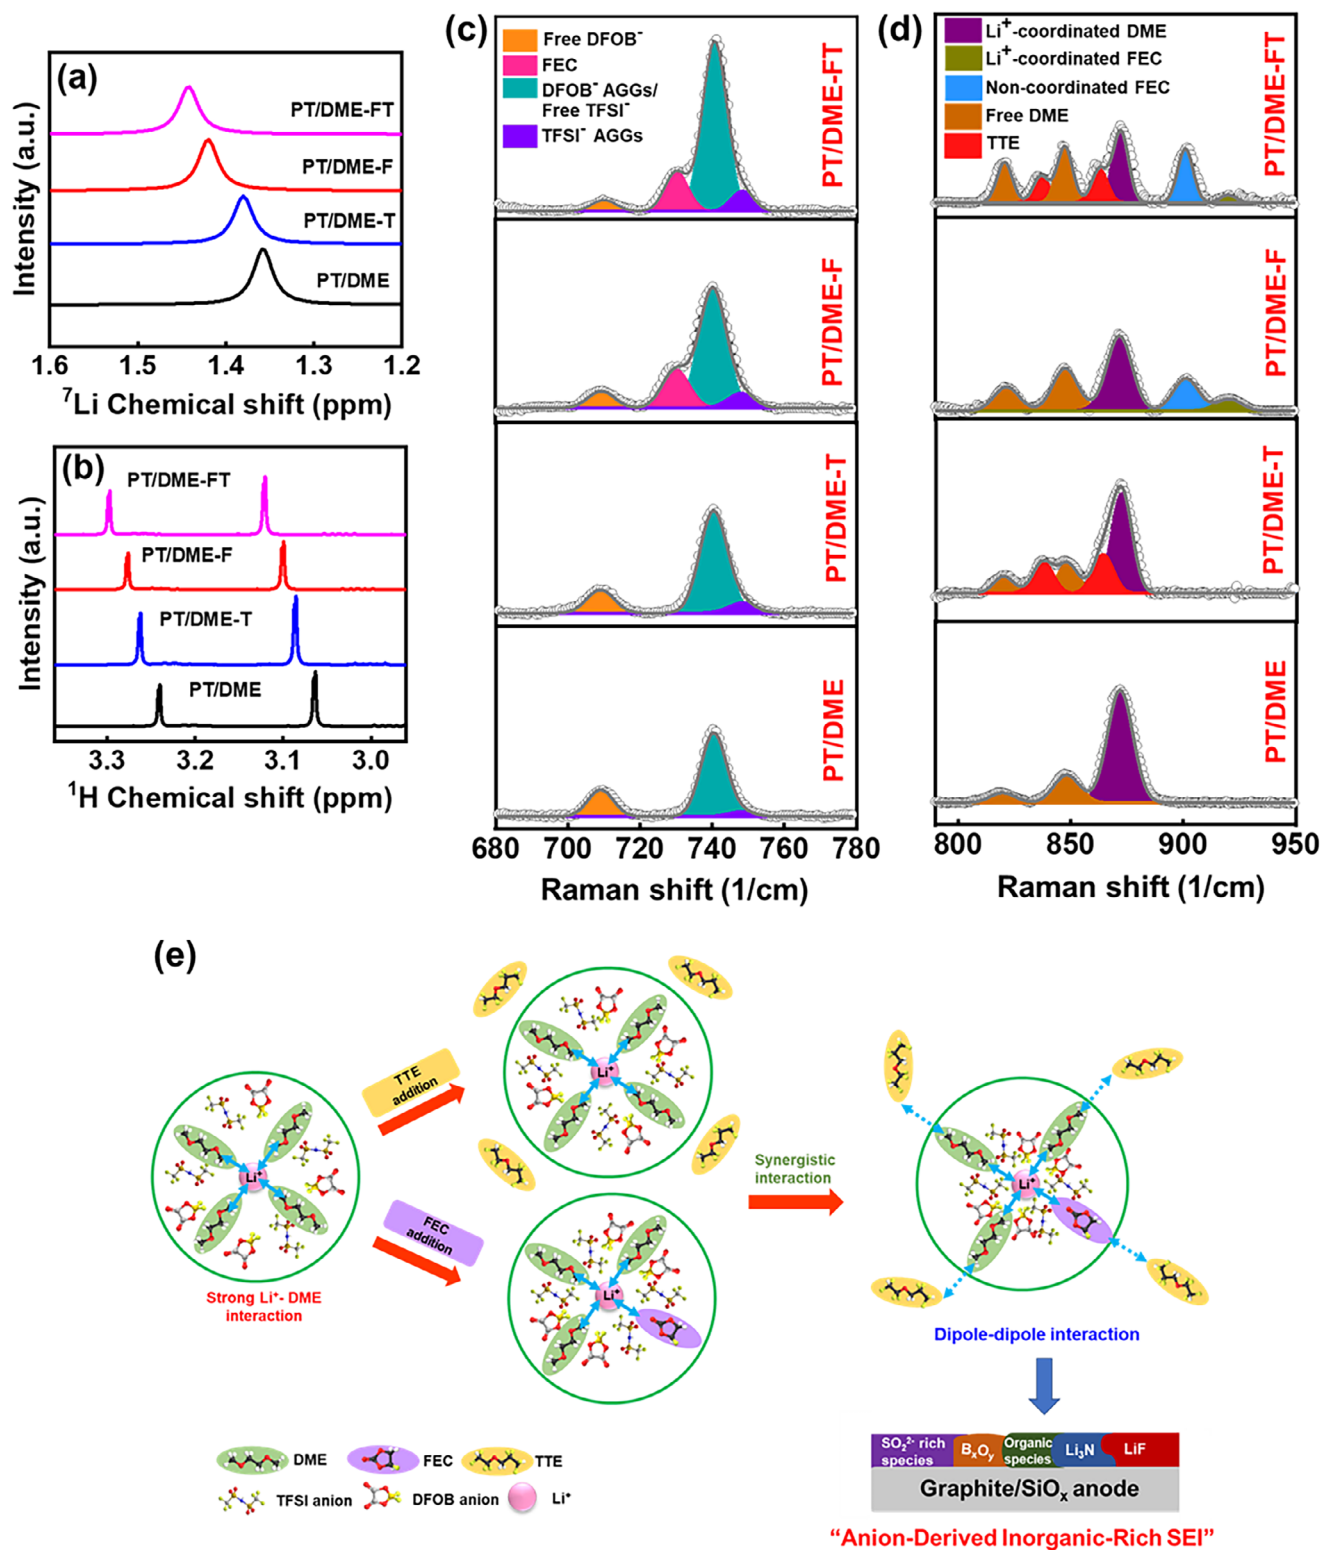 (a)
PT/DME-FT
PT/DME-F
PT/DME-T
PT/DME
Intensity (a.u.)
1.6 1.5 1.4 1.3 1.2
⁷Li Chemical shift (ppm)
(b)
PT/DME-FT
PT/DME-F
PT/DME-T
PT/DME
Intensity (a.u.)
3.3 3.2 3.1 3.0
¹H Chemical shift (ppm)
(c)
Free DFOB⁻
FEC
DFOB⁻ AGGs/
Free TFSI⁻
TFSI⁻ AGGs
PT/DME-FT
PT/DME-F
PT/DME-T
PT/DME
680 700 720 740 760 780
Raman shift (1/cm)
(d)
Li⁺-coordinated DME
Li⁺-coordinated FEC
Non-coordinated FEC
Free DME
TTE
PT/DME-FT
PT/DME-F
PT/DME-T
PT/DME
800 850 900 950
Raman shift (1/cm)
(e)
Li⁺
Strong Li⁺- DME
interaction
TTE
addition
FEC
addition
Li⁺
Li⁺
Synergistic
interaction
Li⁺
Dipole-dipole interaction
SO₂²⁻ rich
species
BₓOᵧ
Organic
species
Li₃N
LiF
Graphite/SiOₓ anode
“Anion-Derived Inorganic-Rich SEI”
DME FEC TTE
TFSI anion DFOB anion Li⁺